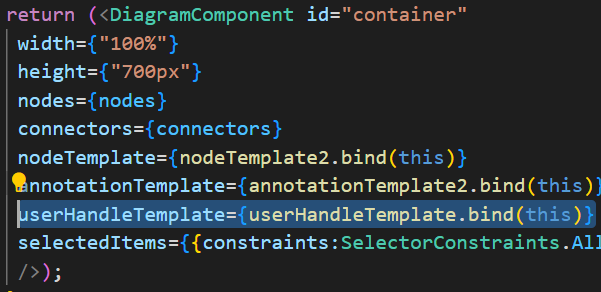 return (<DiagramComponent id="container"
width={"100%"}
height={"700px"}
nodes={nodes}
connectors={connectors}
nodeTemplate={nodeTemplate2.bind(this)}
annotationTemplate={annotationTemplate2.bind(this)}
userHandleTemplate={userHandleTemplate.bind(this)}
selectedItems={{constraints:SelectorConstraints.All
/>);